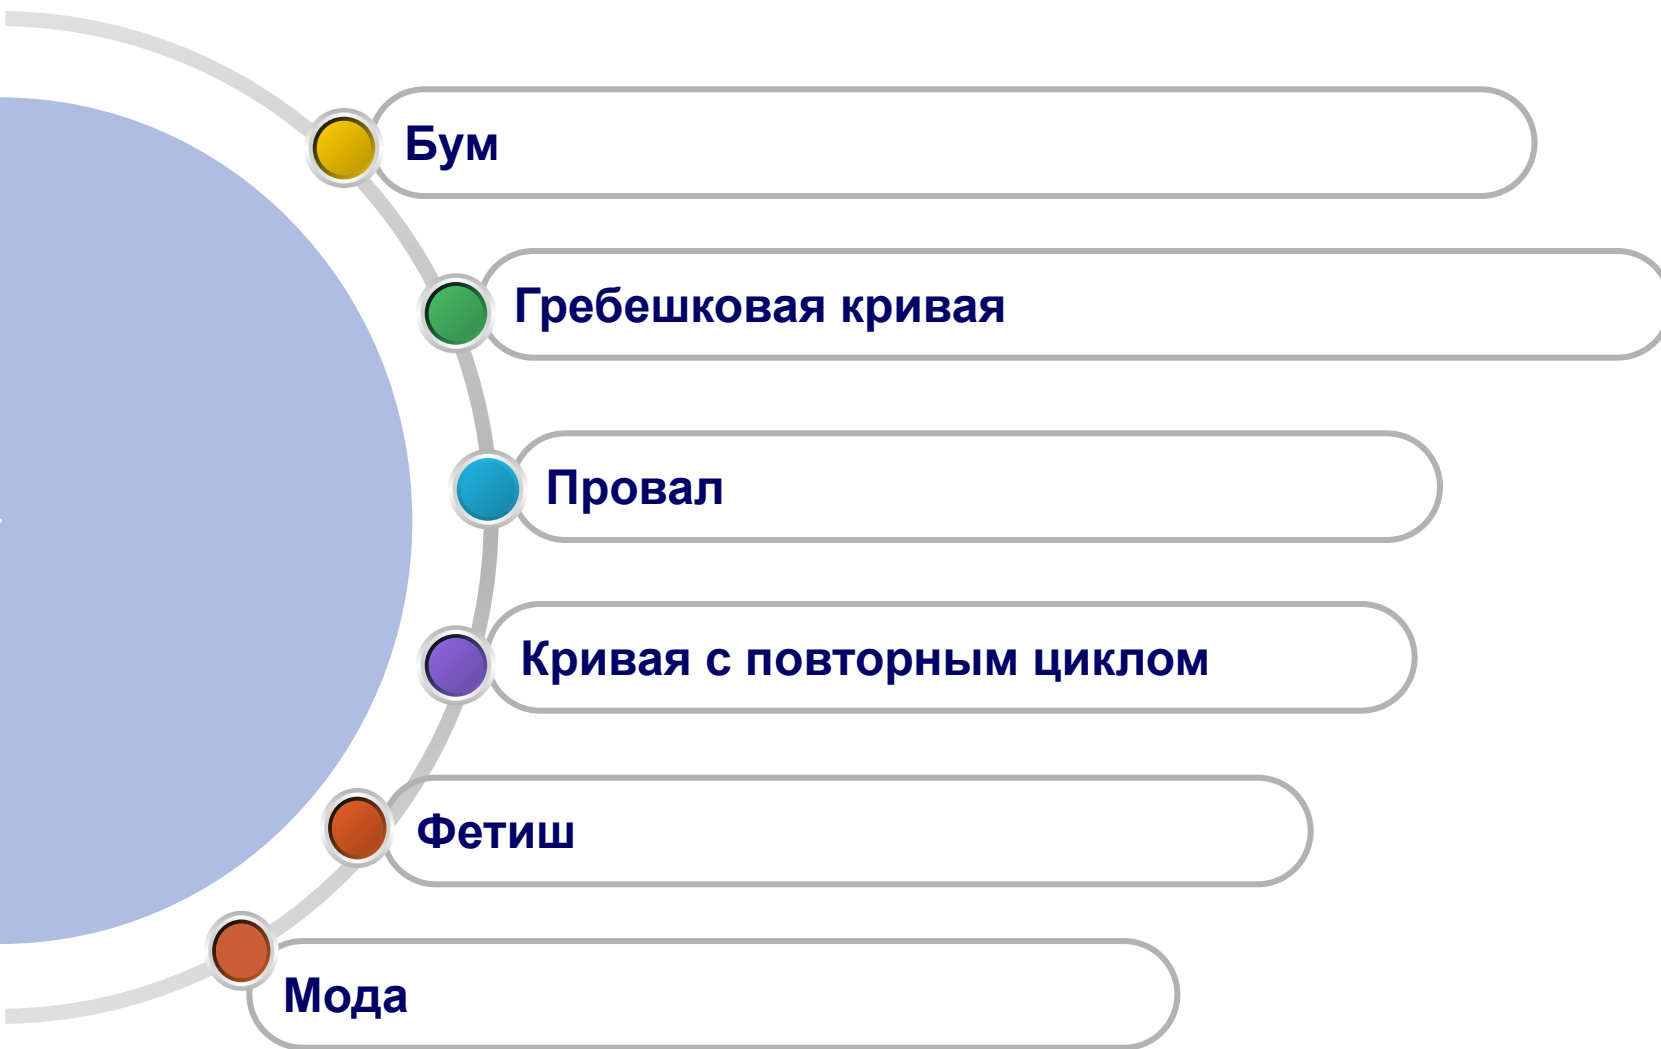 Бум
Гребешковая кривая
Провал
Кривая с повторным циклом
Фетиш
Мода